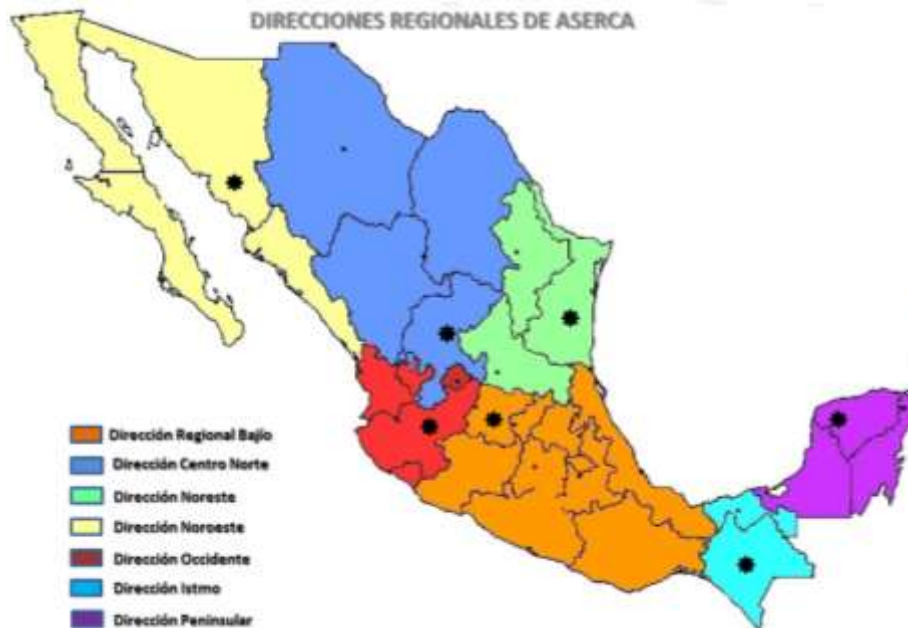 DIRECCIONES REGIONALES DE ASERCA
Dirección Regional Bajío
Dirección Centro Norte
Dirección Noreste
Dirección Noroeste
Dirección Occidente
Dirección Istmo
Dirección Peninsular